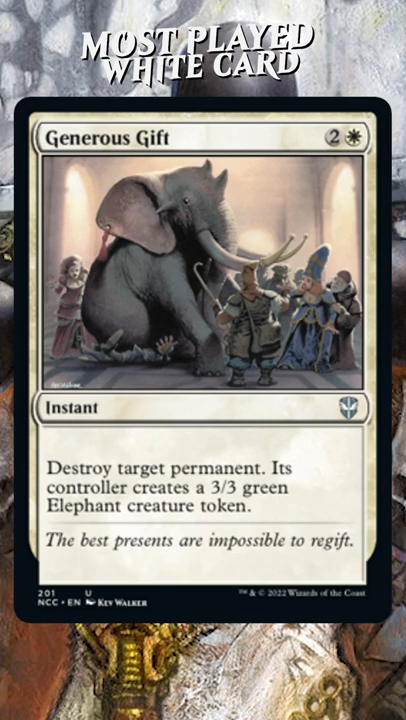 MOST PLAYED
WHITE CARD
Generous Gift
2
Instant
Destroy target permanent. Its
controller creates a 3/3 green
Elephant creature token.
The best presents are impossible to regift.
201 U
NCC • EN KEV WALKER
™ & © 2022 Wizards of the Coast